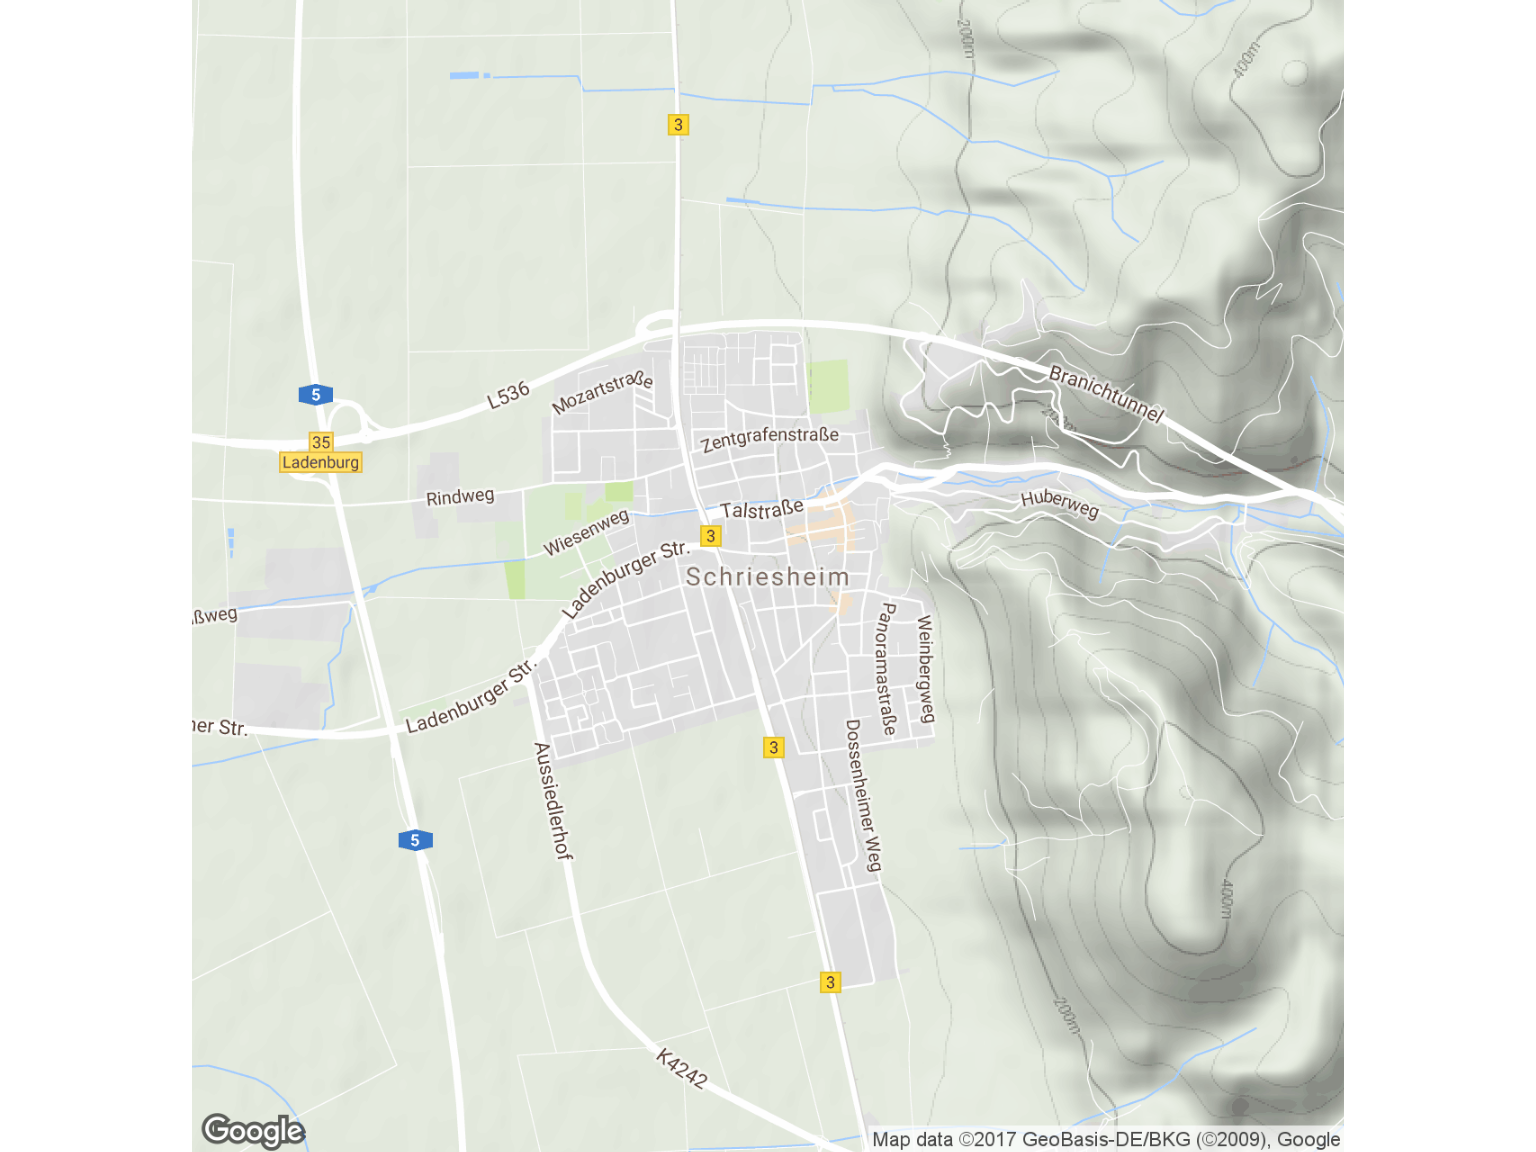 200m
400m
3
Branichtunnel
5
L536
Mozartstraße
200m
35
Ladenburg
Zentgrafenstraße
Rindweg
Talstraße
Huberweg
Wiesenweg
3
Ladenburger Str.
Schriesheim
ßweg
Panoramastraße
Weinbergweg
Ladenburger Str.
ner Str.
3
Dossenheimer Weg
Aussiedlerhof
5
400m
3
200m
K4242
Google
Map data ©2017 GeoBasis-DE/BKG (©2009), Google